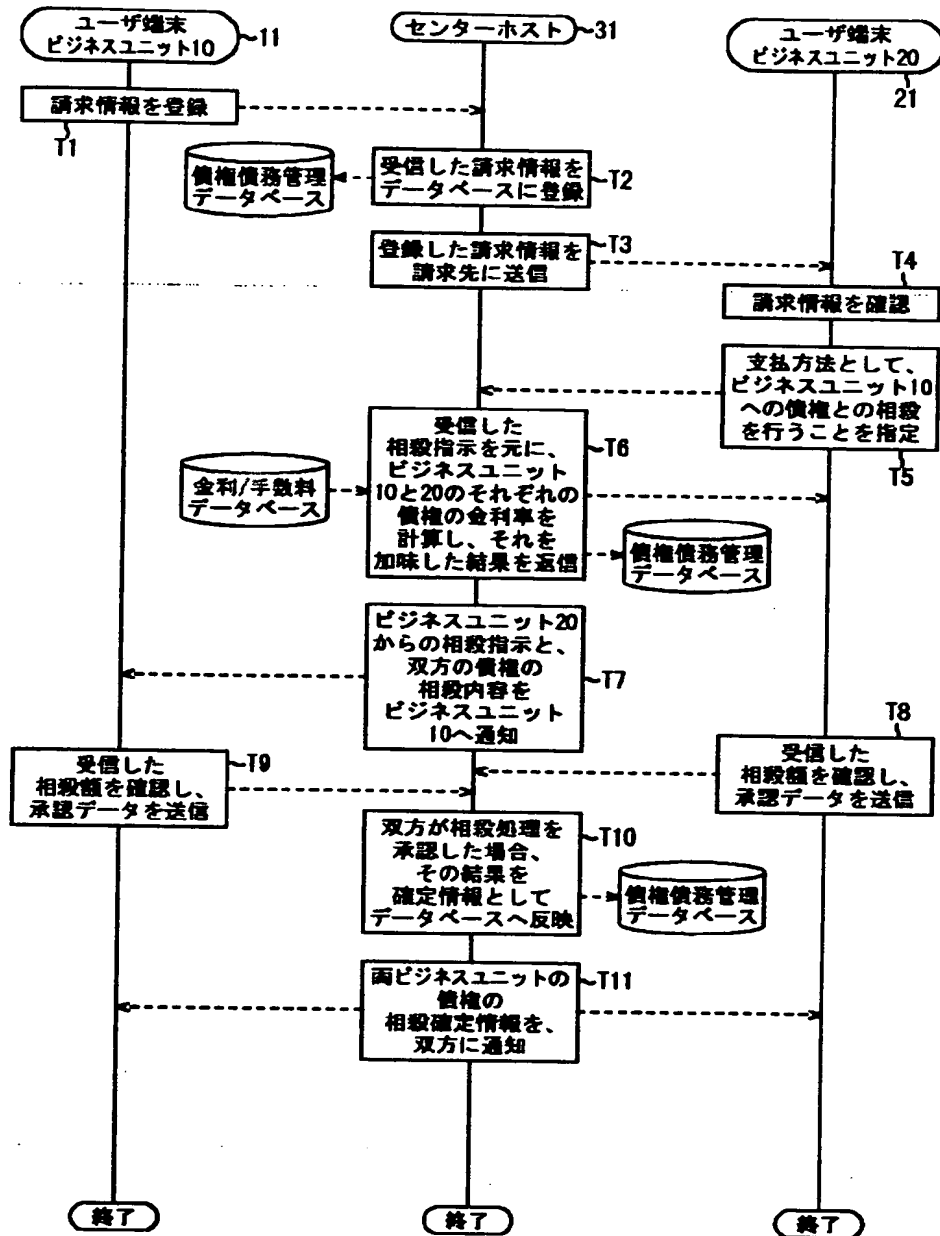 ユーザ端末
ビジネスユニット10
11
センターホスト
31
ユーザ端末
ビジネスユニット20
21
請求情報を登録
T1
債権債務管理
データベース
受信した請求情報を
データベースに登録
T2
登録した請求情報を
請求先に送信
T3
T4
請求情報を確認
支払方法として、
ビジネスユニット10
への債権との相殺
を行うことを指定
T5
金利/手数料
データベース
受信した
相殺指示を元に、
ビジネスユニット
10と20のそれぞれの
債権の金利率を
計算し、それを
加味した結果を返信
T6
債権債務管理
データベース
ビジネスユニット20
からの相殺指示と、
双方の債権の
相殺内容を
ビジネスユニット
10へ通知
T7
T8
受信した
相殺額を確認し、
承認データを送信
T9
受信した
相殺額を確認し、
承認データを送信
双方が相殺処理を
承認した場合、
その結果を
確定情報として
データベースへ反映
T10
債権債務管理
データベース
両ビジネスユニットの
債権の
相殺確定情報を、
双方に通知
T11
終了
終了
終了